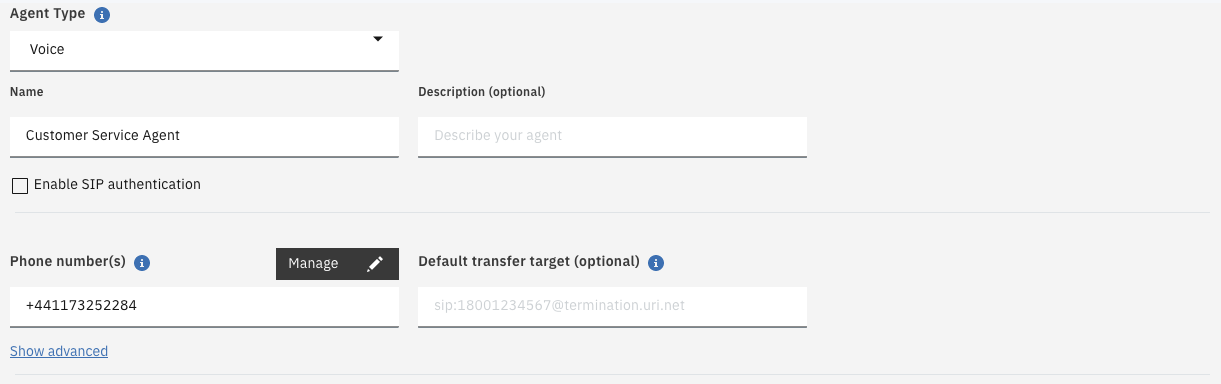 Agent Type
Voice
Name
Description (optional)
Customer Service Agent
Describe your agent
Enable SIP authentication
Phone number(s)
Manage
Default transfer target (optional)
+441173252284
sip:18001234567@termination.uri.net
Show advanced